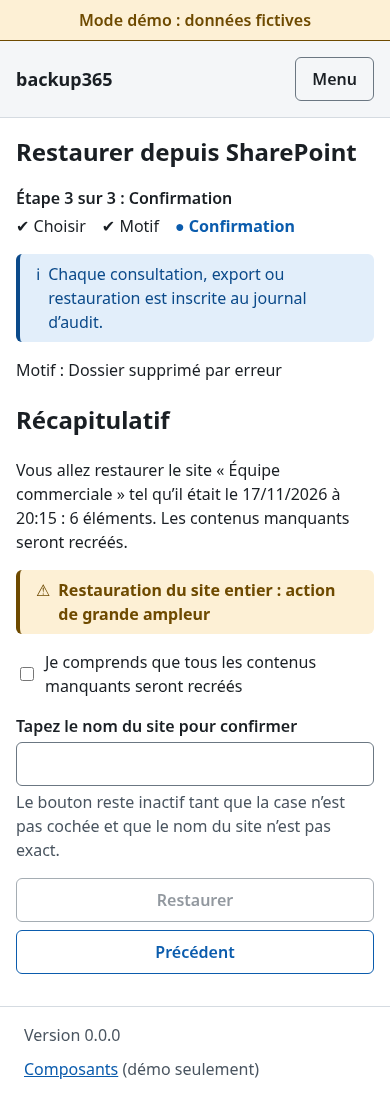 Mode démo : données fictives
backup365
Menu
Restaurer depuis SharePoint
Étape 3 sur 3 : Confirmation
✔ Choisir ✔ Motif ● Confirmation
i Chaque consultation, export ou
restauration est inscrite au journal
d’audit.
Motif : Dossier supprimé par erreur
Récapitulatif
Vous allez restaurer le site « Équipe
commerciale » tel qu’il était le 17/11/2026 à
20:15 : 6 éléments. Les contenus manquants
seront recréés.
⚠ Restauration du site entier : action
de grande ampleur
Je comprends que tous les contenus
manquants seront recréés
Tapez le nom du site pour confirmer
Le bouton reste inactif tant que la case n’est
pas cochée et que le nom du site n’est pas
exact.
Restaurer
Précédent
Version 0.0.0
Composants (démo seulement)